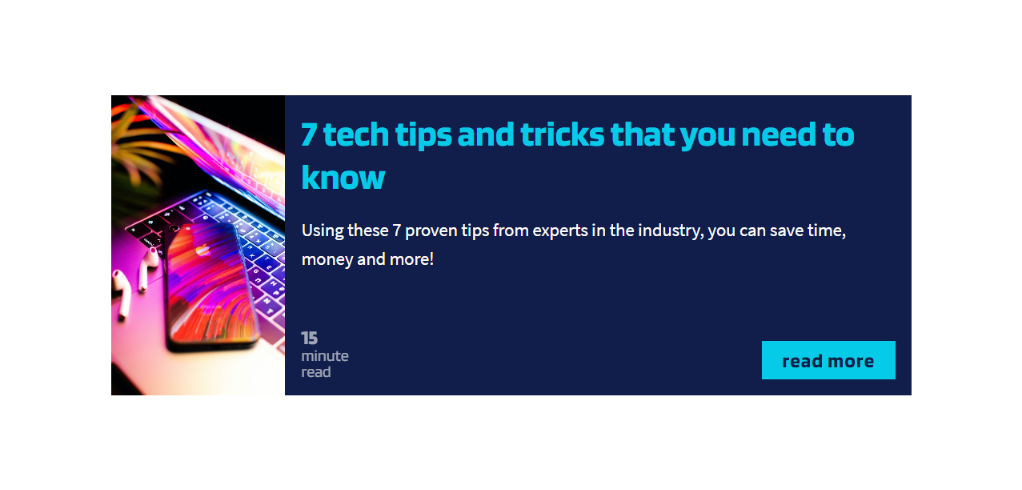 7 tech tips and tricks that you need to
know
Using these 7 proven tips from experts in the industry, you can save time,
money and more!
15
minute
read
read more